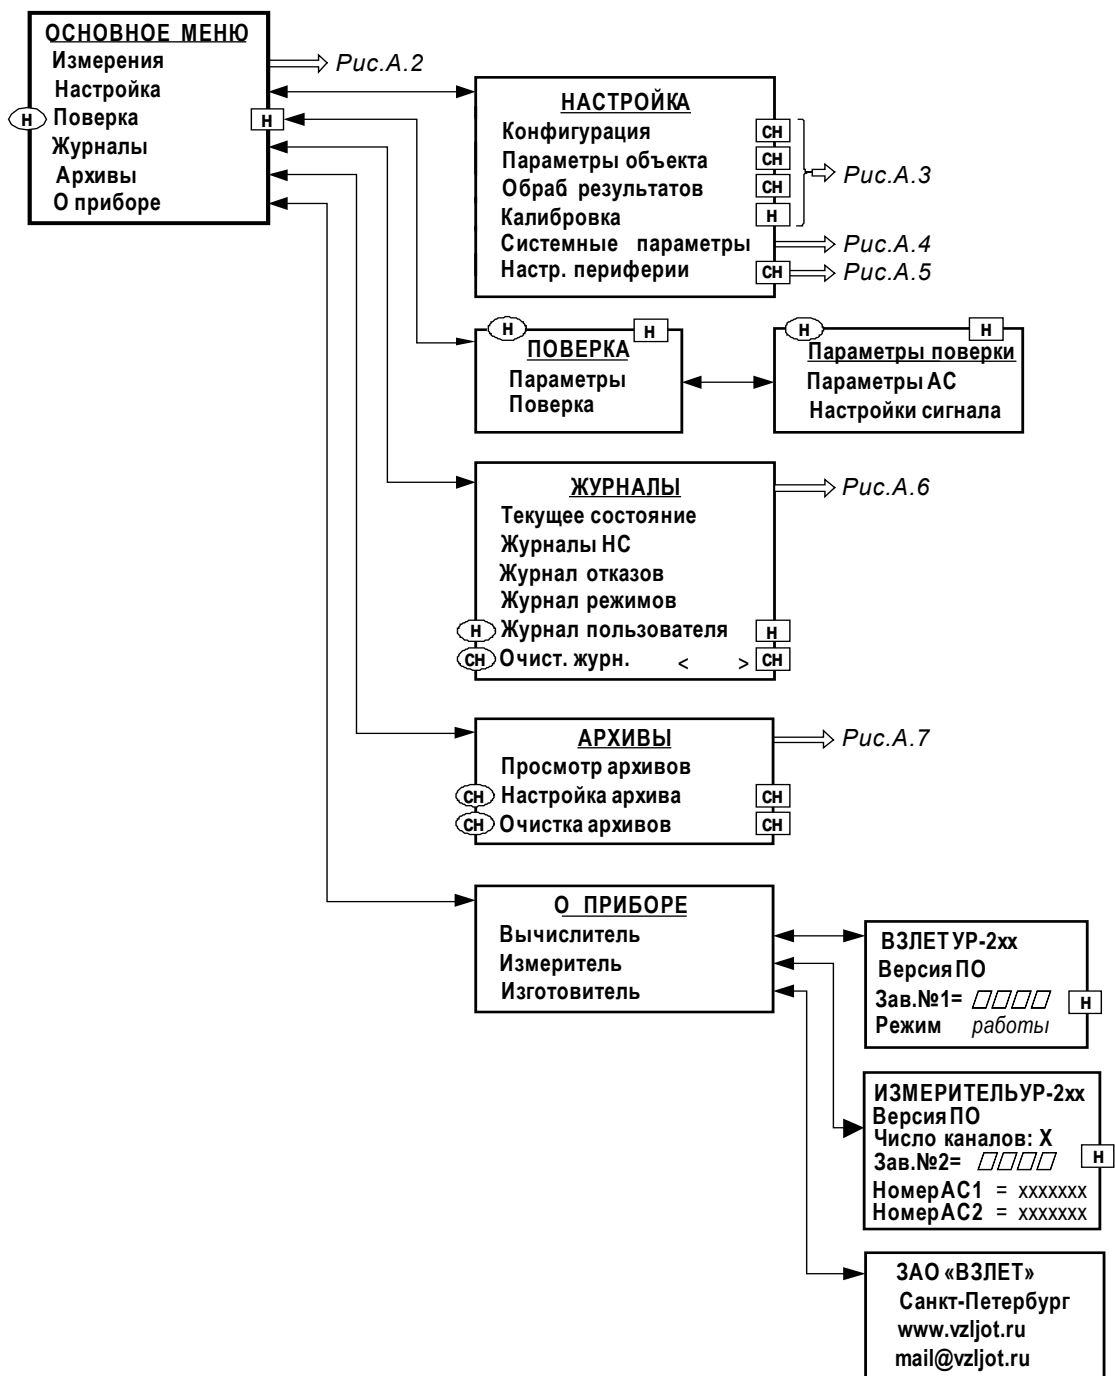 ОСНОВНОЕ МЕНЮ
Измерения
Настройка
Н Поверка Н
Журналы
Архивы
О приборе
Рис.А.2
НАСТРОЙКА
Конфигурация СН
Параметры объекта СН
Обраб результатов СН
Калибровка Н
Системные параметры
Настр. периферии СН
Рис.А.3
Рис.А.4
Рис.А.5
Н Н
ПОВЕРКА
Параметры
Поверка
Н Н
Параметры поверки
Параметры АС
Настройки сигнала
ЖУРНАЛЫ
Текущее состояние
Журналы НС
Журнал отказов
Журнал режимов
Н Журнал пользователя Н
СН Очист. журн. < > СН
Рис.А.6
АРХИВЫ
Просмотр архивов
СН Настройка архива СН
СН Очистка архивов СН
Рис.А.7
О ПРИБОРЕ
Вычислитель
Измеритель
Изготовитель
ВЗЛЕТ УР-2хх
Версия ПО
Зав.№1= Н
Режим работы
ИЗМЕРИТЕЛЬ УР-2хх
Версия ПО
Число каналов: Х
Зав.№2= Н
Номер АС1 = ххххххх
Номер АС2 = ххххххх
ЗАО «ВЗЛЕТ»
Санкт-Петербург
www.vzljot.ru
mail@vzljot.ru